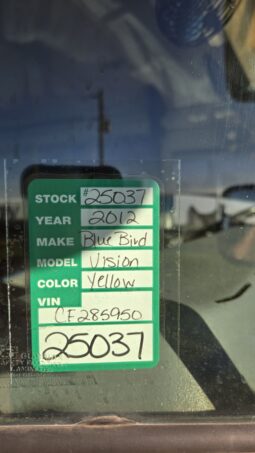 STOCK #25037
YEAR 2012
MAKE Blue Bird
MODEL Vision
COLOR Yellow
VIN
CF285950
25037